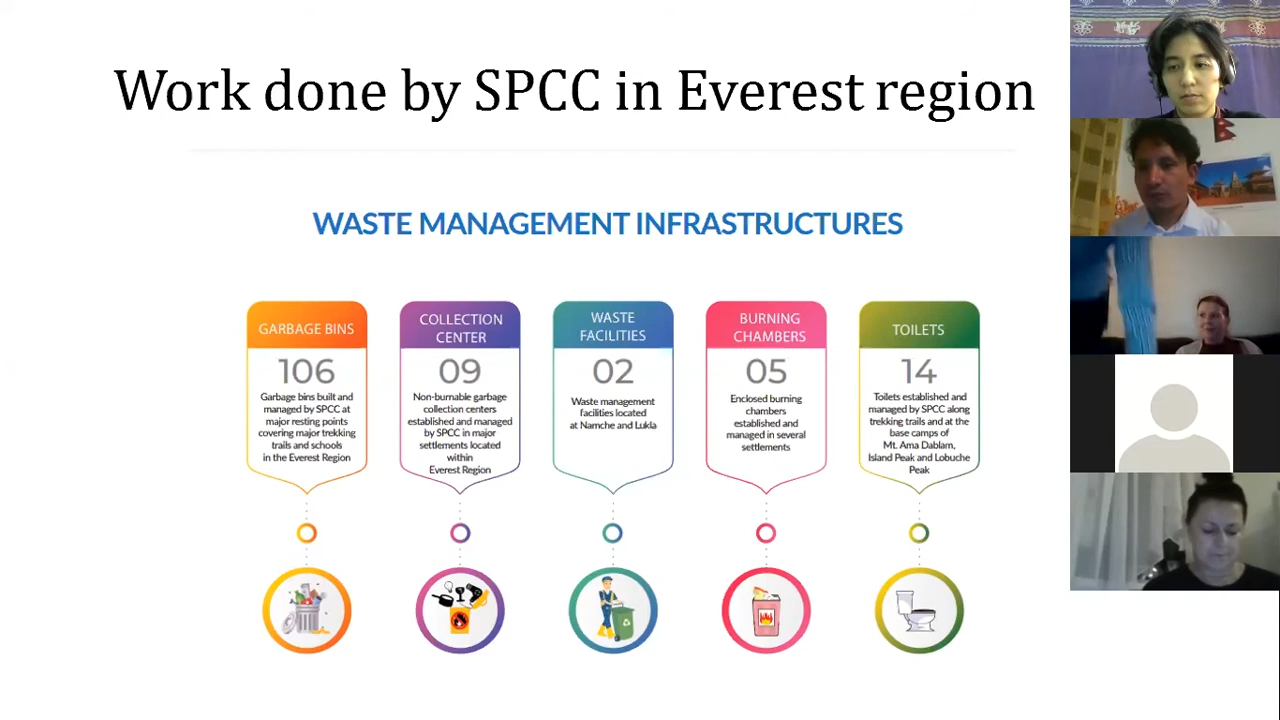 Work done by SPCC in Everest region
WASTE MANAGEMENT INFRASTRUCTURES
GARBAGE BINS
106
Garbage bins built and
managed by SPCC at
major resting points
covering major trekking
trails and schools
in the Everest Region
COLLECTION
CENTER
09
Non-burnable garbage
collection centers
established and managed
by SPCC in major
settlements located
within
Everest Region
WASTE
FACILITIES
02
Waste management
facilities located
at Namche and Lukla
BURNING
CHAMBERS
05
Enclosed burning
chambers
established and
managed in several
settlements
TOILETS
14
Toilets established and
managed by SPCC along
trekking trails and at the
base camps of
Mt. Ama Dablam,
Island Peak and Lobuche
Peak